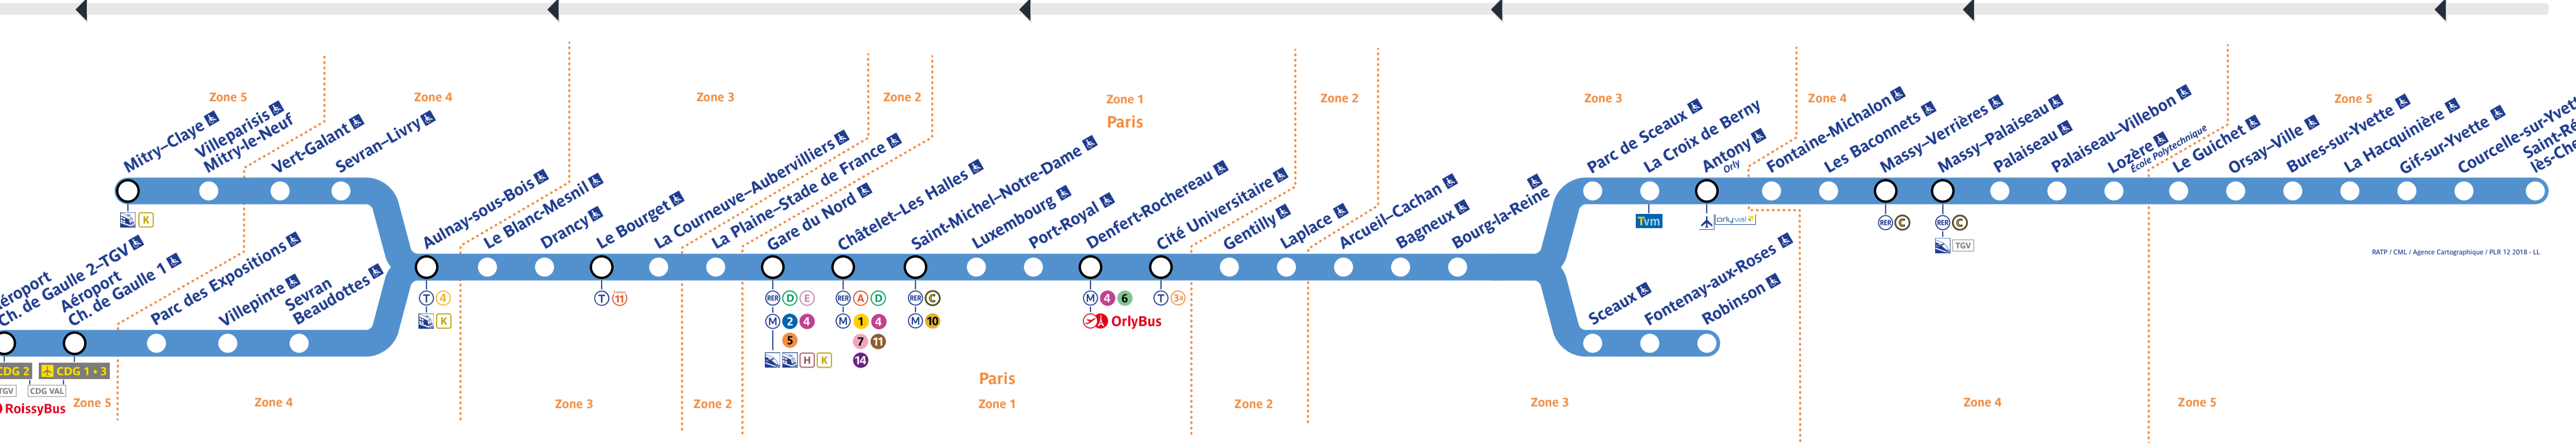 Zone 5
Zone 4
Zone 3
Zone 2
Zone 1
Paris
Zone 2
Zone 3
Zone 4
Zone 5
Mitry–Claye
Villeparisis
Mitry-le-Neuf
Vert-Galant
Sevran–Livry
K
Ch. de Gaulle 2–TGV
Aéroport
Ch. de Gaulle 1
Parc des Expositions
Villepinte
Sevran
Beaudottes
CDG 2
CDG 1 • 3
TGV
CDG VAL
RoissyBus
Aulnay-sous-Bois
T 4
K
Le Blanc-Mesnil
Drancy
Le Bourget
T 11
La Courneuve–Aubervilliers
La Plaine–Stade de France
Gare du Nord
RER D E
M 2 4
5
H K
Châtelet–Les Halles
RER A D
M 1 4
7 11
14
Saint-Michel–Notre-Dame
RER C
M 10
Luxembourg
Port-Royal
Denfert-Rochereau
M 4 6
OrlyBus
Cité Universitaire
T 3a
Gentilly
Laplace
Arcueil–Cachan
Bagneux
Bourg-la-Reine
Parc de Sceaux
La Croix de Berny
Tvm
Antony
Orly
orlyval
Fontaine-Michalon
Les Baconnets
Massy–Verrières
RER C
Massy–Palaiseau
RER C
TGV
Palaiseau
Palaiseau–Villebon
Lozère
École Polytechnique
Le Guichet
Orsay–Ville
Bures-sur-Yvette
La Hacquinière
Gif-sur-Yvette
Sceaux
Fontenay-aux-Roses
Robinson
RATP / CML / Agence Cartographique / PLR 12 2018 - LL
Zone 5
Zone 4
Zone 3
Zone 2
Paris
Zone 1
Zone 2
Zone 3
Zone 4
Zone 5